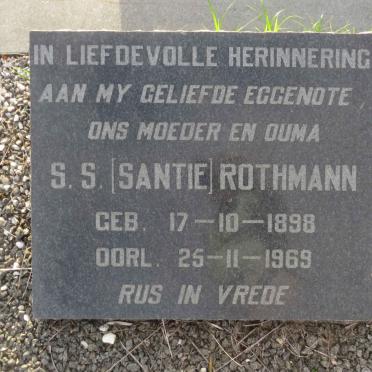 IN LIEFDEVOLLE HERINNERING
AAN MY GELIEFDE EGGENOTE
ONS MOEDER EN OUMA
S. S. [SANTIE] ROTHMANN
GEB. 17-10-1898
OORL. 25-11-1969
RUS IN VREDE